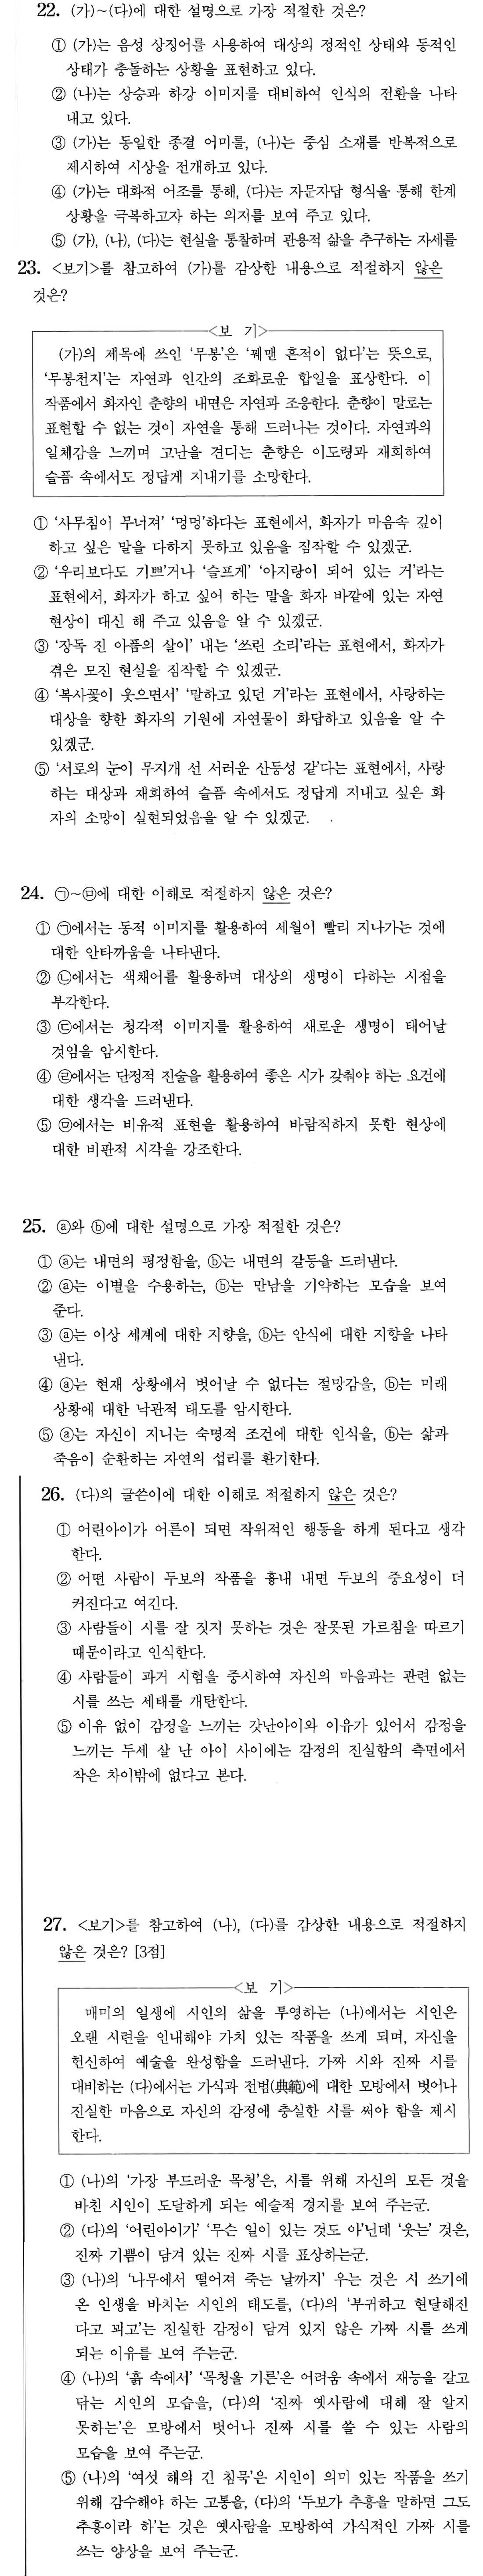 22. (가)~(다)에 대한 설명으로 가장 적절한 것은?
① (가)는 음성 상징어를 사용하여 대상의 정적인 상태와 동적인
상태가 충돌하는 상황을 표현하고 있다.
② (나)는 상승과 하강 이미지를 대비하여 인식의 전환을 나타
내고 있다.
③ (가)는 동일한 종결 어미를, (나)는 중심 소재를 반복적으로
제시하여 시상을 전개하고 있다.
④ (가)는 대화적 어조를 통해, (다)는 자문자답 형식을 통해 한계
상황을 극복하고자 하는 의지를 보여 주고 있다.
⑤ (가), (나), (다)는 현실을 통찰하며 관용적 삶을 추구하는 자세를
23. <보기>를 참고하여 (가)를 감상한 내용으로 적절하지 않은
것은?
<보 기>
(가)의 제목에 쓰인 ‘무봉’은 ‘꿰맨 흔적이 없다’는 뜻으로,
‘무봉천지’는 자연과 인간의 조화로운 합일을 표상한다. 이
작품에서 화자인 춘향의 내면은 자연과 조응한다. 춘향이 말로는
표현할 수 없는 것이 자연을 통해 드러나는 것이다. 자연과의
일체감을 느끼며 고난을 견디는 춘향은 이도령과 재회하여
슬픔 속에서도 정답게 지내기를 소망한다.
① ‘사무침이 무너져’ ‘멍멍’하다는 표현에서, 화자가 마음속 깊이
하고 싶은 말을 다하지 못하고 있음을 짐작할 수 있겠군.
② ‘우리보다도 기쁘’거나 ‘슬프게’ ‘아지랑이 되어 있는 거’라는
표현에서, 화자가 하고 싶어 하는 말을 화자 바깥에 있는 자연
현상이 대신 해 주고 있음을 알 수 있겠군.
③ ‘장독 진 아픔의 살이’ 내는 ‘쓰린 소리’라는 표현에서, 화자가
겪은 모진 현실을 짐작할 수 있겠군.
④ ‘복사꽃이 웃으면서’ ‘말하고 있던 거’라는 표현에서, 사랑하는
대상을 향한 화자의 기원에 자연물이 화답하고 있음을 알 수
있겠군.
⑤ ‘서로의 눈이 무지개 선 서러운 산등성 같’다는 표현에서, 사랑
하는 대상과 재회하여 슬픔 속에서도 정답게 지내고 싶은 화
자의 소망이 실현되었음을 알 수 있겠군.
24. ㉠~㉤에 대한 이해로 적절하지 않은 것은?
① ㉠에서는 동적 이미지를 활용하여 세월이 빨리 지나가는 것에
대한 안타까움을 나타낸다.
② ㉡에서는 색채어를 활용하며 대상의 생명이 다하는 시점을
부각한다.
③ ㉢에서는 청각적 이미지를 활용하여 새로운 생명이 태어날
것임을 암시한다.
④ ㉣에서는 단정적 진술을 활용하여 좋은 시가 갖춰야 하는 요건에
대한 생각을 드러낸다.
⑤ ㉤에서는 비유적 표현을 활용하여 바람직하지 못한 현상에
대한 비판적 시각을 강조한다.
25. ⓐ와 ⓑ에 대한 설명으로 가장 적절한 것은?
① ⓐ는 내면의 평정함을, ⓑ는 내면의 갈등을 드러낸다.
② ⓐ는 이별을 수용하는, ⓑ는 만남을 기약하는 모습을 보여
준다.
③ ⓐ는 이상 세계에 대한 지향을, ⓑ는 안식에 대한 지향을 나타
낸다.
④ ⓐ는 현재 상황에서 벗어날 수 없다는 절망감을, ⓑ는 미래
상황에 대한 낙관적 태도를 암시한다.
⑤ ⓐ는 자신이 지니는 숙명적 조건에 대한 인식을, ⓑ는 삶과
죽음이 순환하는 자연의 섭리를 환기한다.
26. (다)의 글쓴이에 대한 이해로 적절하지 않은 것은?
① 어린아이가 어른이 되면 작위적인 행동을 하게 된다고 생각
한다.
② 어떤 사람이 두보의 작품을 흉내 내면 두보의 중요성이 더
커진다고 여긴다.
③ 사람들이 시를 잘 짓지 못하는 것은 잘못된 가르침을 따르기
때문이라고 인식한다.
④ 사람들이 과거 시험을 중시하여 자신의 마음과는 관련 없는
시를 쓰는 세태를 개탄한다.
⑤ 이유 없이 감정을 느끼는 갓난아이와 이유가 있어서 감정을
느끼는 두세 살 난 아이 사이에는 감정의 진실함의 측면에서
작은 차이밖에 없다고 본다.
27. <보기>를 참고하여 (나), (다)를 감상한 내용으로 적절하지
않은 것은? [3점]
<보 기>
매미의 일생에 시인의 삶을 투영하는 (나)에서는 시인은
오랜 시련을 인내해야 가치 있는 작품을 쓰게 되며, 자신을
헌신하여 예술을 완성함을 드러낸다. 가짜 시와 진짜 시를
대비하는 (다)에서는 가식과 전범(典範)에 대한 모방에서 벗어나
진실한 마음으로 자신의 감정에 충실한 시를 써야 함을 제시
한다.
① (나)의 ‘가장 부드러운 목청’은, 시를 위해 자신의 모든 것을
바친 시인이 도달하게 되는 예술적 경지를 보여 주는군.
② (다)의 ‘어린아이가’ ‘무슨 일이 있는 것도 아’닌데 ‘웃는’ 것은,
진짜 기쁨이 담겨 있는 진짜 시를 표상하는군.
③ (나)의 ‘나무에서 떨어져 죽는 날까지’ 우는 것은 시 쓰기에
온 인생을 바치는 시인의 태도를, (다)의 ‘부귀하고 현달해진
다고 꾀고’는 진실한 감정이 담겨 있지 않은 가짜 시를 쓰게
되는 이유를 보여 주는군.
④ (나)의 ‘흙 속에서’ ‘목청을 기른’은 어려움 속에서 재능을 갈고
닦는 시인의 모습을, (다)의 ‘진짜 옛사람에 대해 잘 알지
못하는’은 모방에서 벗어나 진짜 시를 쓸 수 있는 사람의
모습을 보여 주는군.
⑤ (나)의 ‘여섯 해의 긴 침묵’은 시인이 의미 있는 작품을 쓰기
위해 감수해야 하는 고통을, (다)의 ‘두보가 추흥을 말하면 그도
추흥이라 하’는 것은 옛사람을 모방하여 가식적인 가짜 시를
쓰는 양상을 보여 주는군.